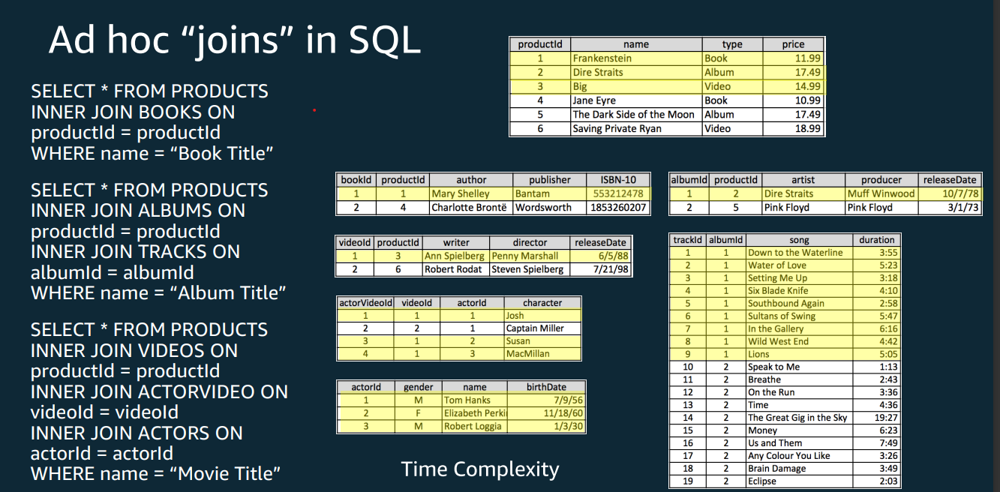 Ad hoc “joins” in SQL
SELECT * FROM PRODUCTS
INNER JOIN BOOKS ON
productId = productId
WHERE name = “Book Title”
SELECT * FROM PRODUCTS
INNER JOIN ALBUMS ON
productId = productId
INNER JOIN TRACKS ON
albumId = albumId
WHERE name = “Album Title”
SELECT * FROM PRODUCTS
INNER JOIN VIDEOS ON
productId = productId
INNER JOIN ACTORVIDEO ON
videoId = videoId
INNER JOIN ACTORS ON
actorId = actorId
WHERE name = “Movie Title”
productId name type price
1 Frankenstein Book 11.99
2 Dire Straits Album 17.49
3 Big Video 14.99
4 Jane Eyre Book 10.99
5 The Dark Side of the Moon Album 17.49
6 Saving Private Ryan Video 18.99
bookId productId author publisher ISBN-10
1 1 Mary Shelley Bantam 553212478
2 4 Charlotte Brontë Wordsworth 1853260207
albumId productId artist producer releaseDate
1 2 Dire Straits Muff Winwood 10/7/78
2 5 Pink Floyd Pink Floyd 3/1/73
videoId productId writer director releaseDate
1 3 Ann Spielberg Penny Marshall 6/5/88
2 6 Robert Rodat Steven Spielberg 7/21/98
actorVideoId videoId actorId character
1 1 1 Josh
2 2 1 Captain Miller
3 1 2 Susan
4 1 3 MacMillan
actorId gender name birthDate
1 M Tom Hanks 7/9/56
2 F Elizabeth Perki 11/18/60
3 M Robert Loggia 1/3/30
trackId albumId song duration
1 1 Down to the Waterline 3:55
2 1 Water of Love 5:23
3 1 Setting Me Up 3:18
4 1 Six Blade Knife 4:10
5 1 Southbound Again 2:58
6 1 Sultans of Swing 5:47
7 1 In the Gallery 6:16
8 1 Wild West End 4:42
9 1 Lions 5:05
10 2 Speak to Me 1:13
11 2 Breathe 2:43
12 2 On the Run 3:36
13 2 Time 4:36
14 2 The Great Gig in the Sky 19:27
15 2 Money 6:23
16 2 Us and Them 7:49
17 2 Any Colour You Like 3:26
18 2 Brain Damage 3:49
19 2 Eclipse 2:03
Time Complexity